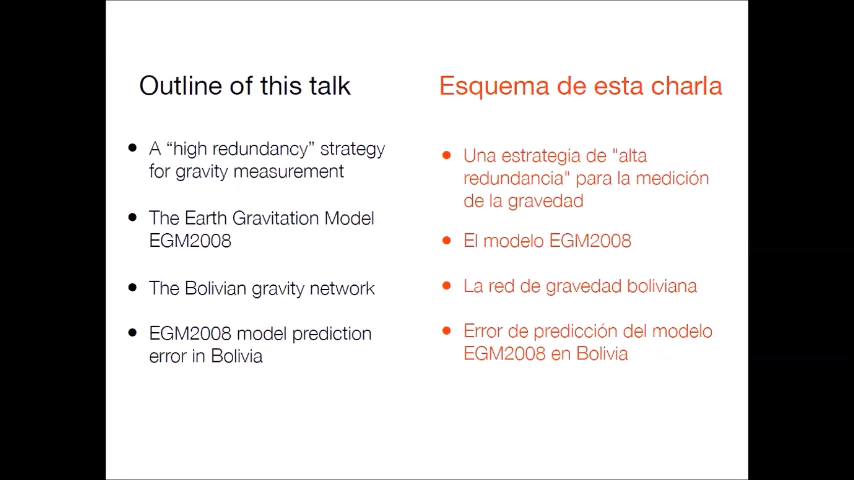 Outline of this talk
• A “high redundancy” strategy
for gravity measurement
• The Earth Gravitation Model
EGM2008
• The Bolivian gravity network
• EGM2008 model prediction
error in Bolivia
Esquema de esta charla
• Una estrategia de "alta
redundancia" para la medición
de la gravedad
• El modelo EGM2008
• La red de gravedad boliviana
• Error de predicción del modelo
EGM2008 en Bolivia